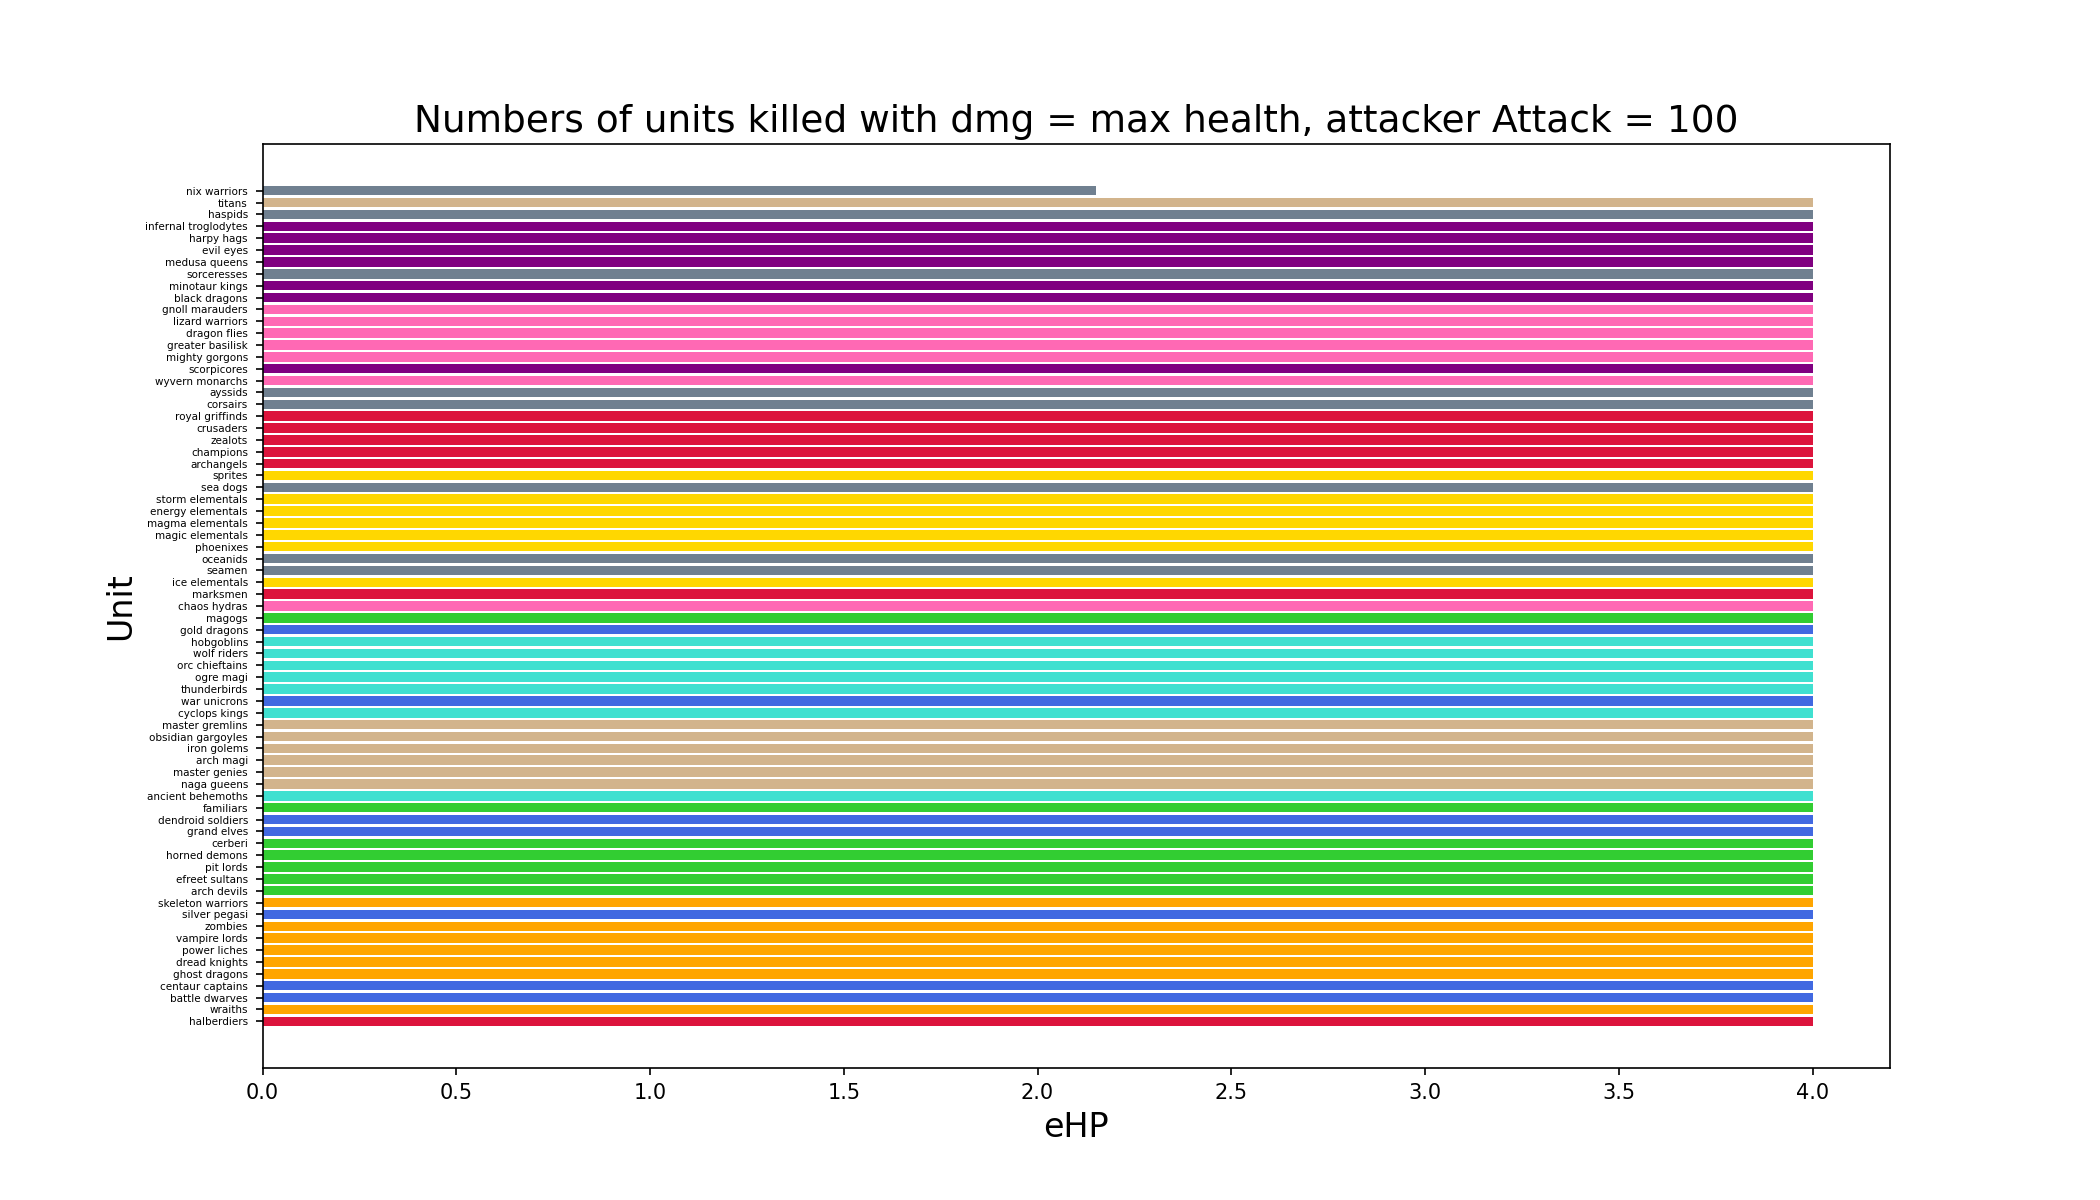 Numbers of units killed with dmg = max health, attacker Attack = 100
nix warriors
titans
haspids
infernal troglodytes
harpy hags
evil eyes
medusa queens
sorceresses
minotaur kings
black dragons
gnoll marauders
lizard warriors
dragon flies
greater basilisk
mighty gorgons
scorpicores
wyvern monarchs
ayssids
corsairs
royal griffinds
crusaders
zealots
champions
archangels
sprites
sea dogs
storm elementals
energy elementals
magma elementals
magic elementals
phoenixes
oceanids
seamen
ice elementals
marksmen
chaos hydras
magogs
gold dragons
hobgoblins
wolf riders
orc chieftains
ogre magi
thunderbirds
war unicrons
cyclops kings
master gremlins
obsidian gargoyles
iron golems
arch magi
master genies
naga gueens
ancient behemoths
familiars
dendroid soldiers
grand elves
cerberi
horned demons
pit lords
efreet sultans
arch devils
skeleton warriors
silver pegasi
zombies
vampire lords
power liches
dread knights
ghost dragons
centaur captains
battle dwarves
wraiths
halberdiers
Unit
0.0 0.5 1.0 1.5 2.0 2.5 3.0 3.5 4.0
eHP